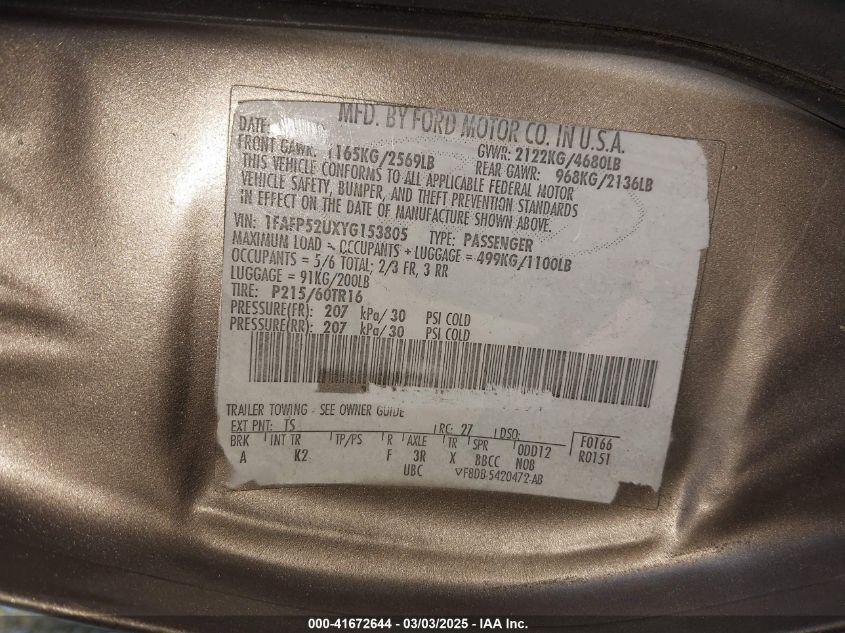 MFD. BY FORD MOTOR CO. IN U.S.A.
DATE:
GVWR: 2122KG/4680LB
FRONT GAWR: 1165KG/2569LB
REAR GAWR: 968KG/2136LB
THIS VEHICLE CONFORMS TO ALL APPLICABLE FEDERAL MOTOR
VEHICLE SAFETY, BUMPER, AND THEFT PREVENTION STANDARDS
IN EFFECT ON THE DATE OF MANUFACTURE SHOWN ABOVE.
VIN: 1FAFP52UXYG153805 TYPE: PASSENGER
MAXIMUM LOAD = OCCUPANTS + LUGGAGE = 499KG/1100LB
OCCUPANTS = 5/6 TOTAL; 2/3 FR, 3 RR
LUGGAGE = 91KG/200LB
TIRE: P215/60TR16
PRESSURE(FR): 207 kPa/ 30 PSI COLD
PRESSURE(RR): 207 kPa/ 30 PSI COLD
TRAILER TOWING - SEE OWNER GUIDE
EXT PNT: TS RC: 27 DSO:
BRK INT TR TP/PS R AXLE TR SPR ODD12 F0166
A K2 F 3R X BBCC NOB R0151
UBC F8DB-5420472-AB
000-41672644 | 03/03/2025 | IAA Inc.